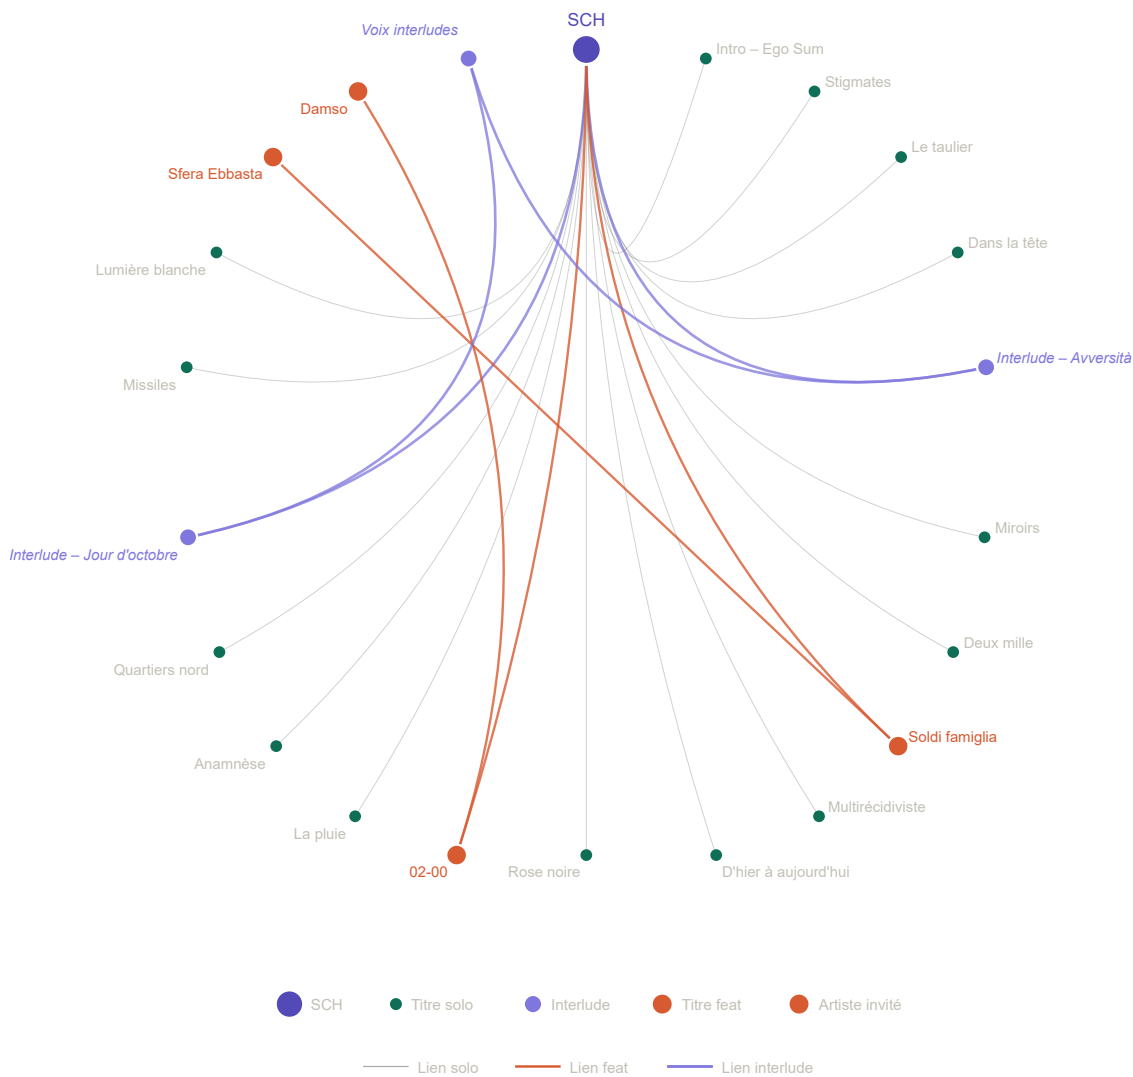 SCH
Voix interludes
Intro – Ego Sum
Stigmates
Damso
Le taulier
Sfera Ebbasta
Dans la tête
Lumière blanche
Interlude – Avversità
Missiles
Miroirs
Interlude – Jour d'octobre
Deux mille
Quartiers nord
Soldi famiglia
Anamnèse
Multirécidiviste
La pluie
02-00
Rose noire
D'hier à aujourd'hui
SCH
Titre solo
Interlude
Titre feat
Artiste invité
Lien solo
Lien feat
Lien interlude